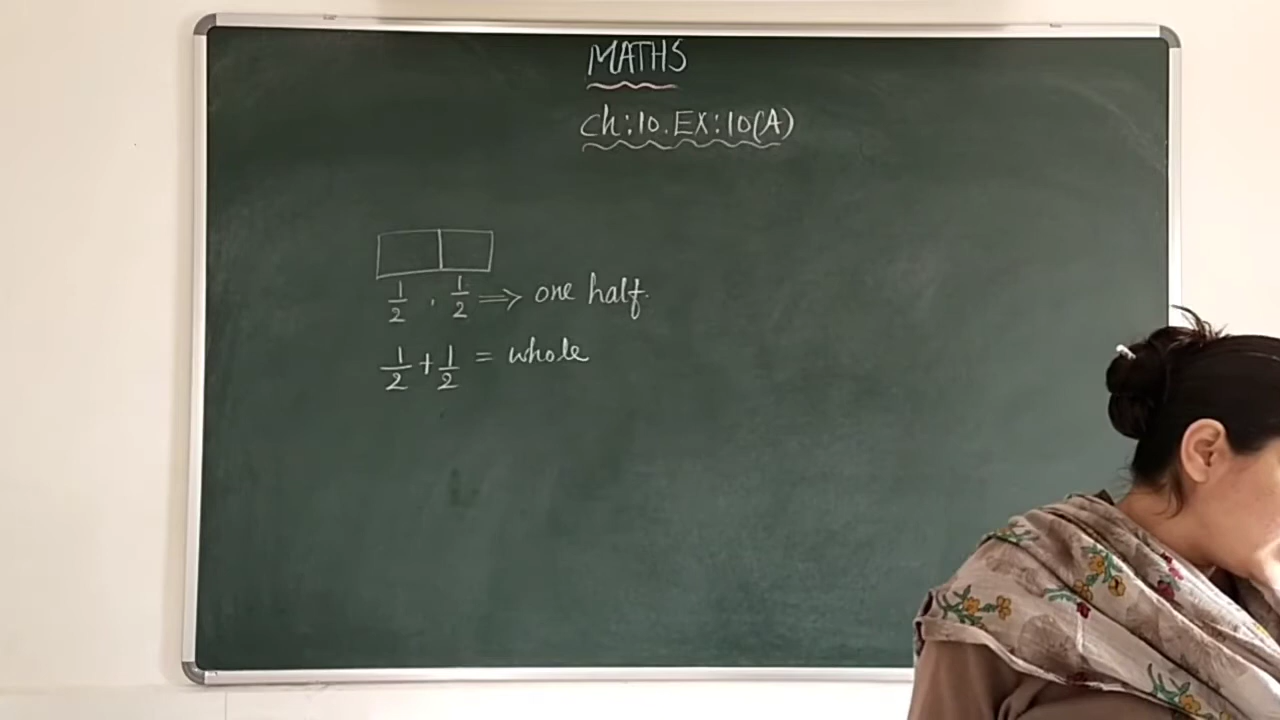 MATHS
Ch:10.EX:10(A)
1/2 , 1/2 ⟹ one half.
1/2 + 1/2 = whole